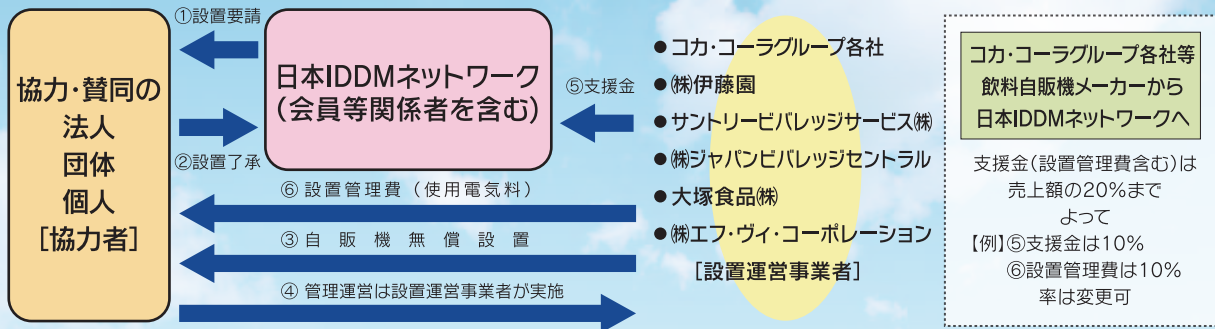 ①設置要請
協力・賛同の
法人
団体
個人
[協力者]
日本IDDMネットワーク
(会員等関係者を含む)
②設置了承
⑤支援金
⑥ 設置管理費（使用電気料）
③ 自 販 機 無 償 設 置
④ 管理運営は設置運営事業者が実施
● コカ・コーラグループ各社
● ㈱伊藤園
● サントリービバレッジサービス㈱
● ㈱ジャパンビバレッジセントラル
● 大塚食品㈱
● ㈱エフ・ヴィ・コーポレーション
[設置運営事業者]
コカ・コーラグループ各社等
飲料自販機メーカーから
日本IDDMネットワークへ
支援金(設置管理費含む)は
売上額の20%まで
よって
【例】⑤支援金は10%
⑥設置管理費は10%
率は変更可